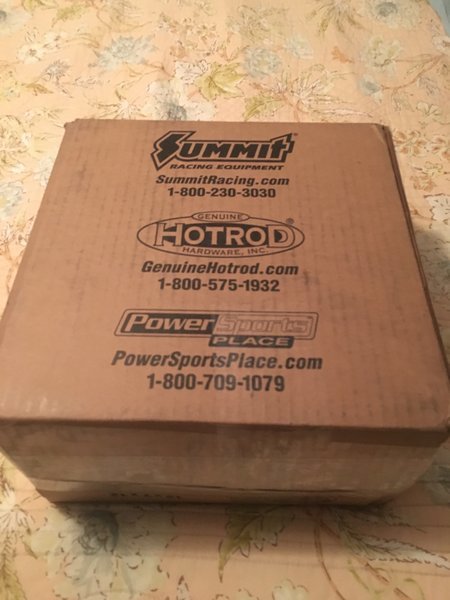 Summit
RACING EQUIPMENT
SummitRacing.com
1-800-230-3030
GENUINE
HOTROD®
HARDWARE, INC.
GenuineHotrod.com
1-800-575-1932
PowerSports
PLACE
PowerSportsPlace.com
1-800-709-1079